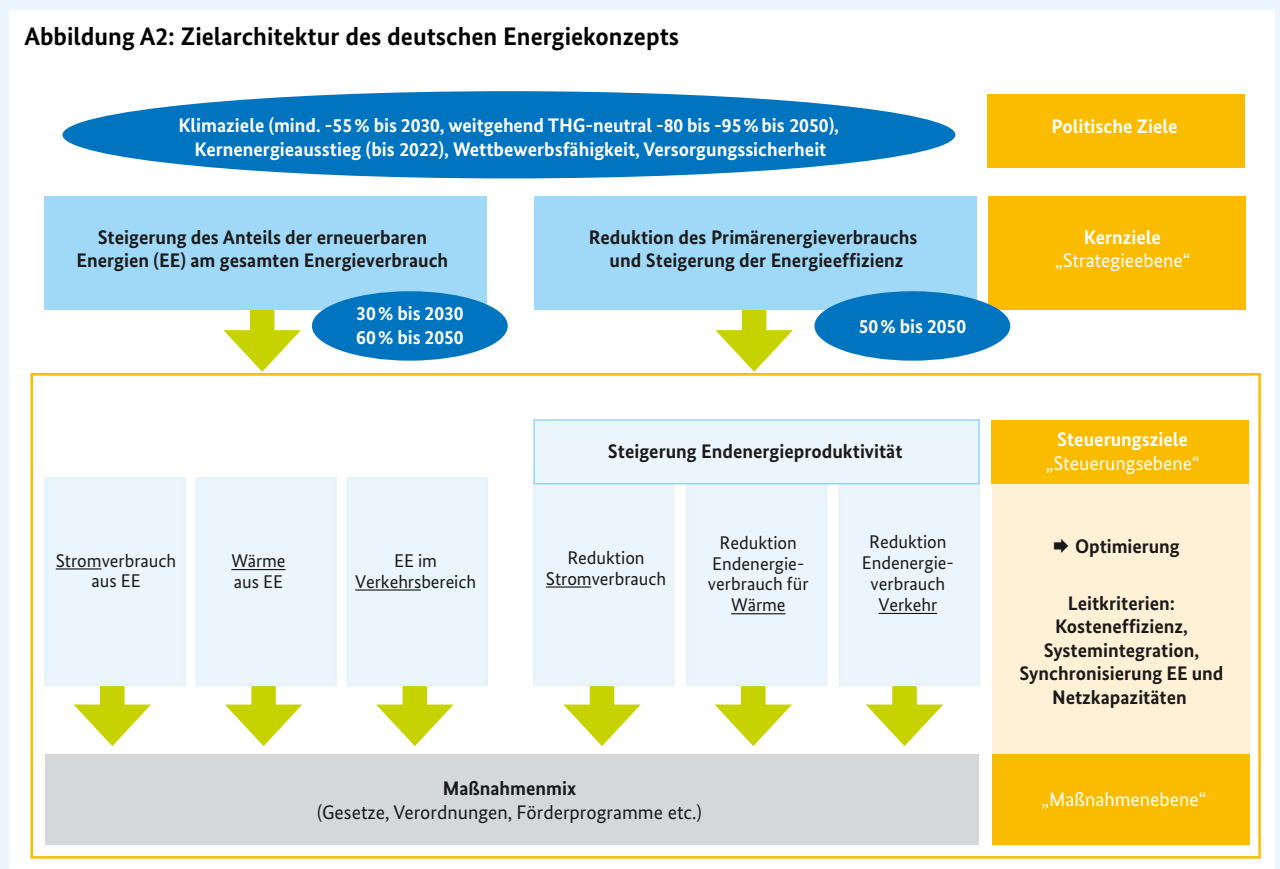 Abbildung A2: Zielarchitektur des deutschen Energiekonzepts
Klimaziele (mind. -55 % bis 2030, weitgehend THG-neutral -80 bis -95 % bis 2050),
Kernenergieausstieg (bis 2022), Wettbewerbsfähigkeit, Versorgungssicherheit
Politische Ziele
Steigerung des Anteils der erneuerbaren
Energien (EE) am gesamten Energieverbrauch
Reduktion des Primärenergieverbrauchs
und Steigerung der Energieeffizienz
Kernziele
„Strategieebene“
30 % bis 2030
60 % bis 2050
50 % bis 2050
Steigerung Endenergieproduktivität
Steuerungsziele
„Steuerungsebene“
Stromverbrauch
aus EE
Wärme
aus EE
EE im
Verkehrsbereich
Reduktion
Stromverbrauch
Reduktion
Endenergie-
verbrauch für
Wärme
Reduktion
Endenergie-
verbrauch
Verkehr
➡ Optimierung
Leitkriterien:
Kosteneffizienz,
Systemintegration,
Synchronisierung EE und
Netzkapazitäten
Maßnahmenmix
(Gesetze, Verordnungen, Förderprogramme etc.)
„Maßnahmenebene“